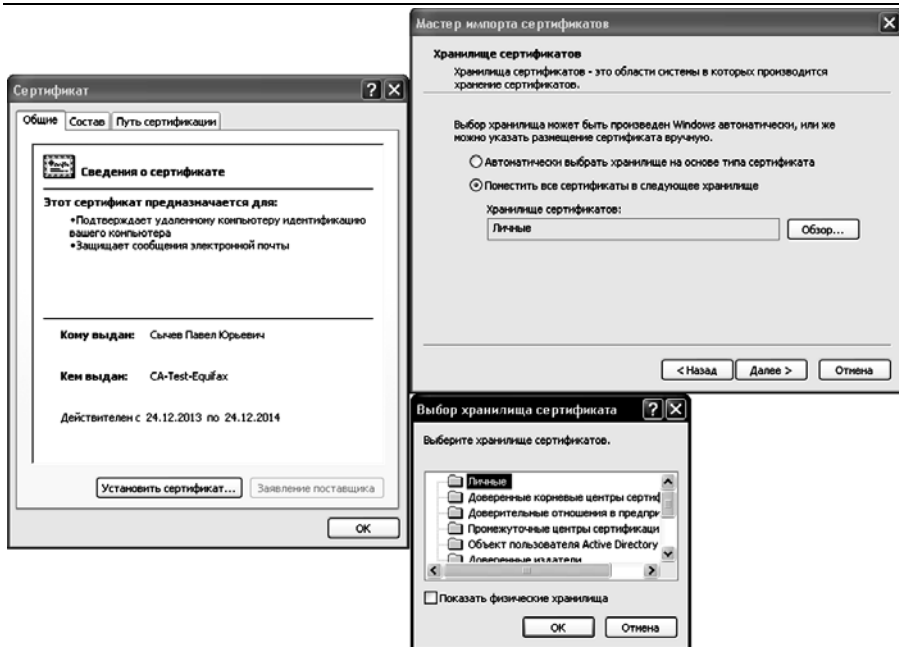 Сертификат
Общие Состав Путь сертификации
Сведения о сертификате
Этот сертификат предназначается для:
•Подтверждает удаленному компьютеру идентификацию
вашего компьютера
•Защищает сообщения электронной почты
Кому выдан: Сычев Павел Юрьевич
Кем выдан: CA-Test-Equifax
Действителен с 24.12.2013 по 24.12.2014
Установить сертификат... Заявление поставщика
ОК
Мастер импорта сертификатов
Хранилище сертификатов
Хранилища сертификатов - это области системы в которых производится
хранение сертификатов.
Выбор хранилища может быть произведен Windows автоматически, или же
можно указать размещение сертификата вручную.
Автоматически выбрать хранилище на основе типа сертификата
Поместить все сертификаты в следующее хранилище
Хранилище сертификатов:
Личные Обзор...
< Назад Далее > Отмена
Выбор хранилища сертификата
Выберите хранилище сертификатов.
Личные
Доверенные корневые центры сертиф
Доверительные отношения в предпри
Промежуточные центры сертификаци
Объект пользователя Active Directory
Доверенные издатели
Показать физические хранилища
ОК Отмена